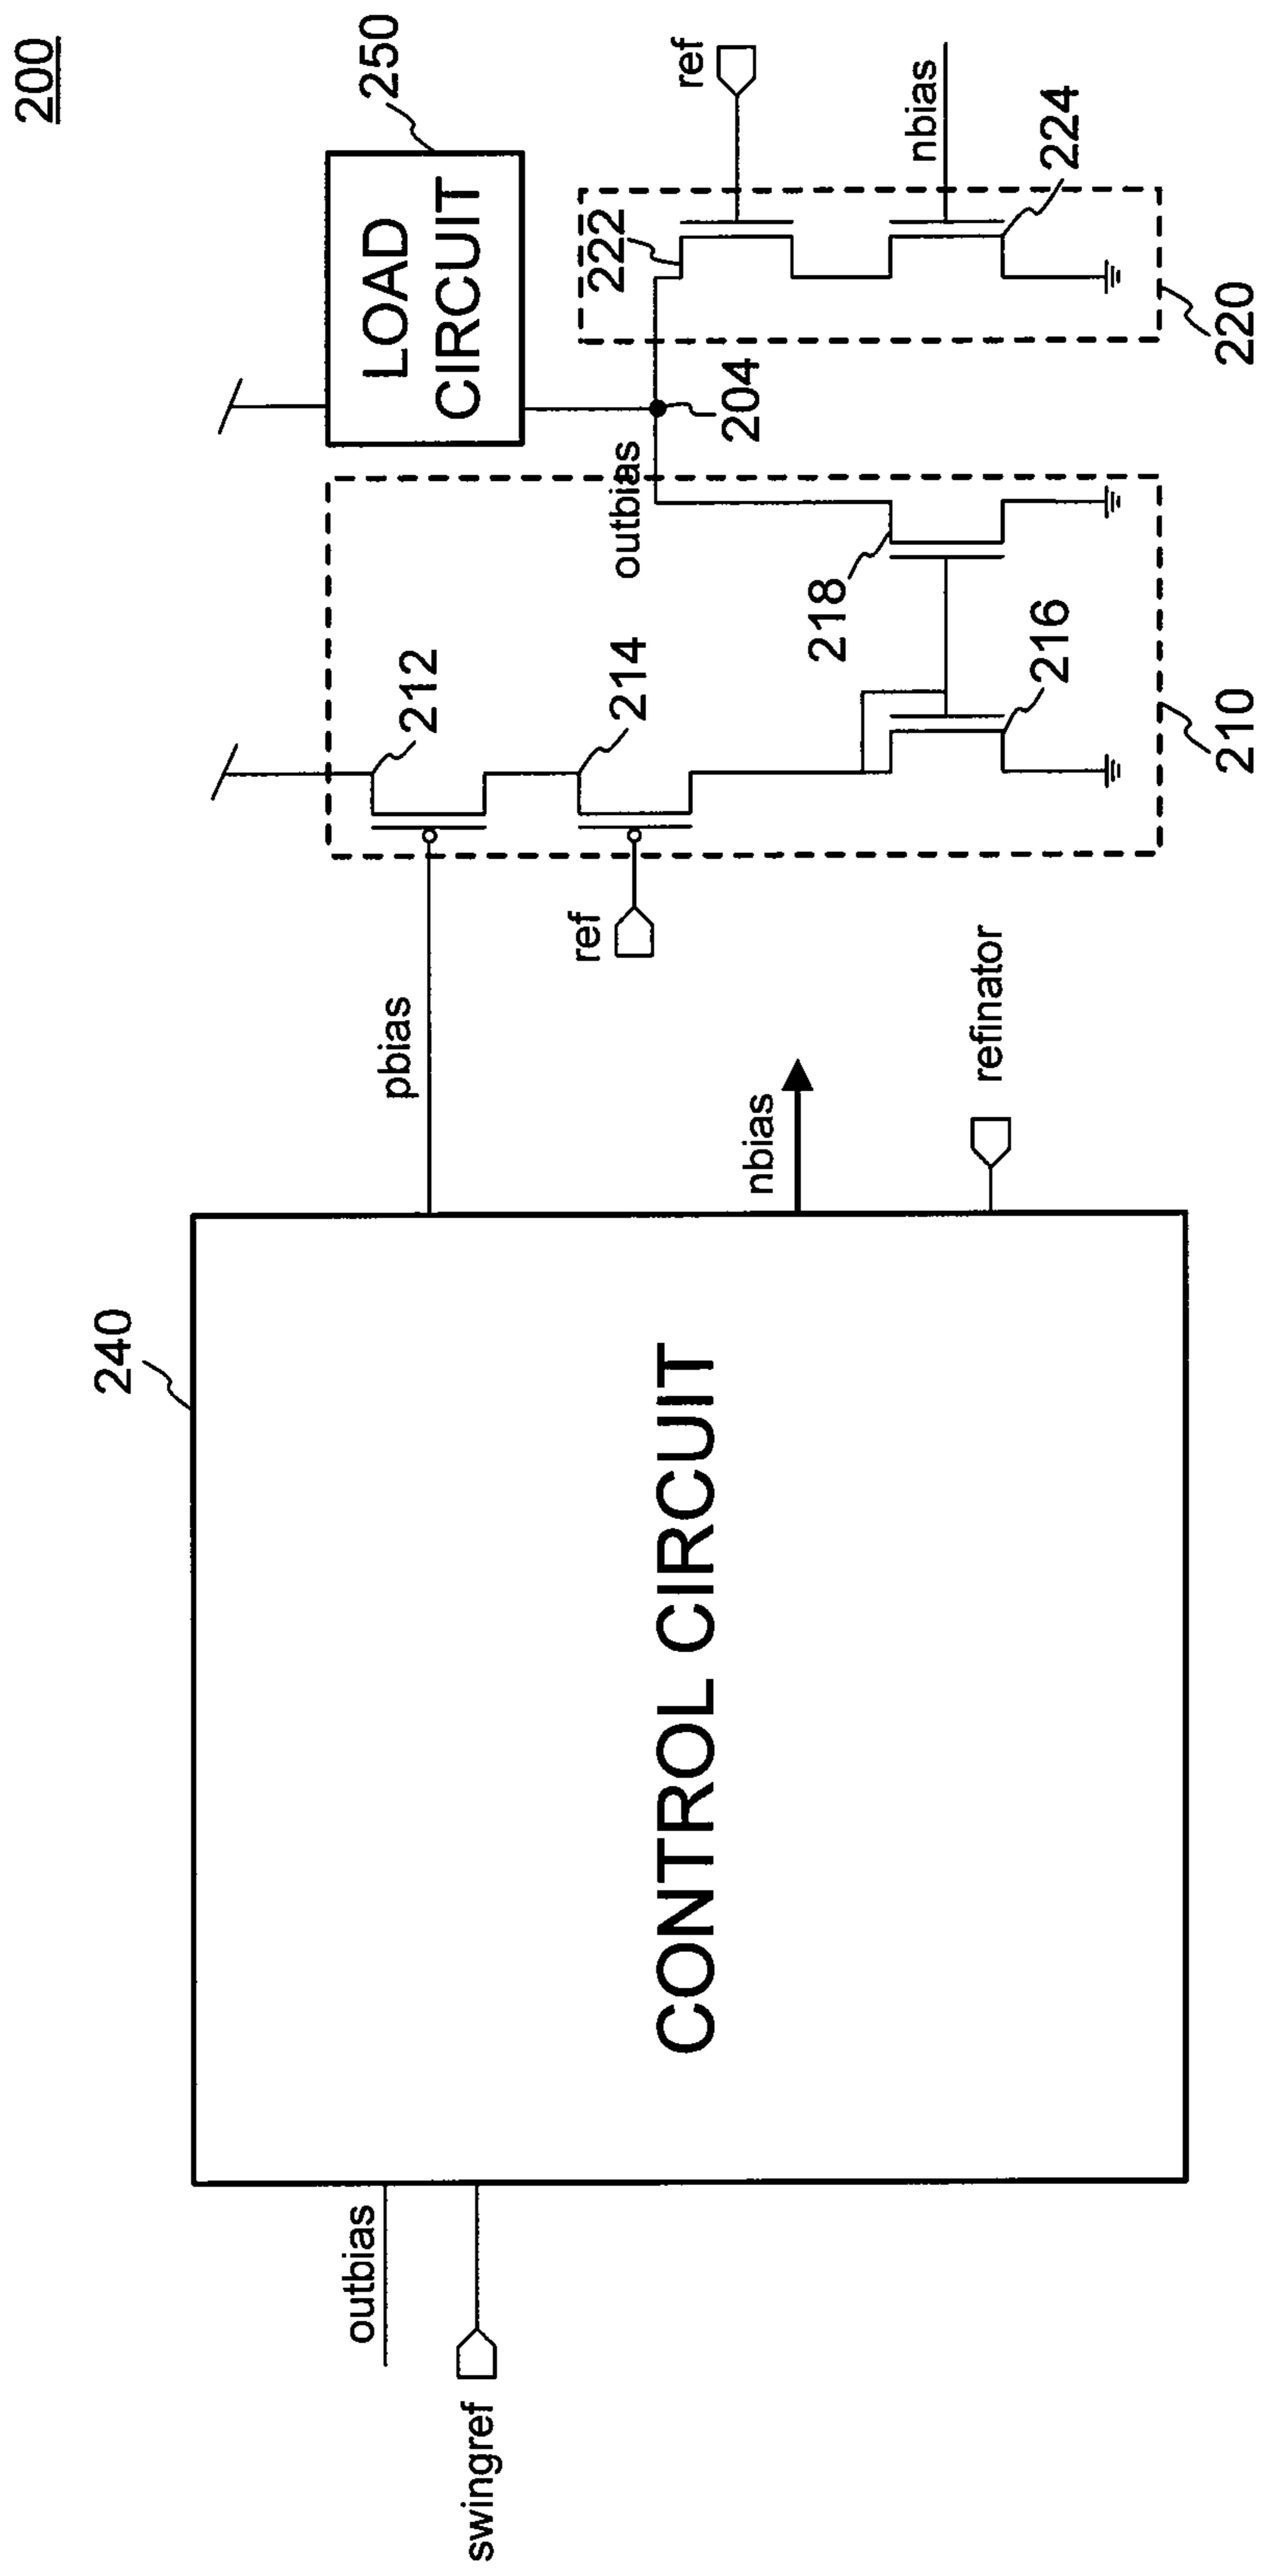 200
240
outbias
swingref
CONTROL CIRCUIT
pbias
nbias
refinator
212
ref
214
216
218
210
outbias
204
LOAD
CIRCUIT
250
222
ref
nbias
224
220